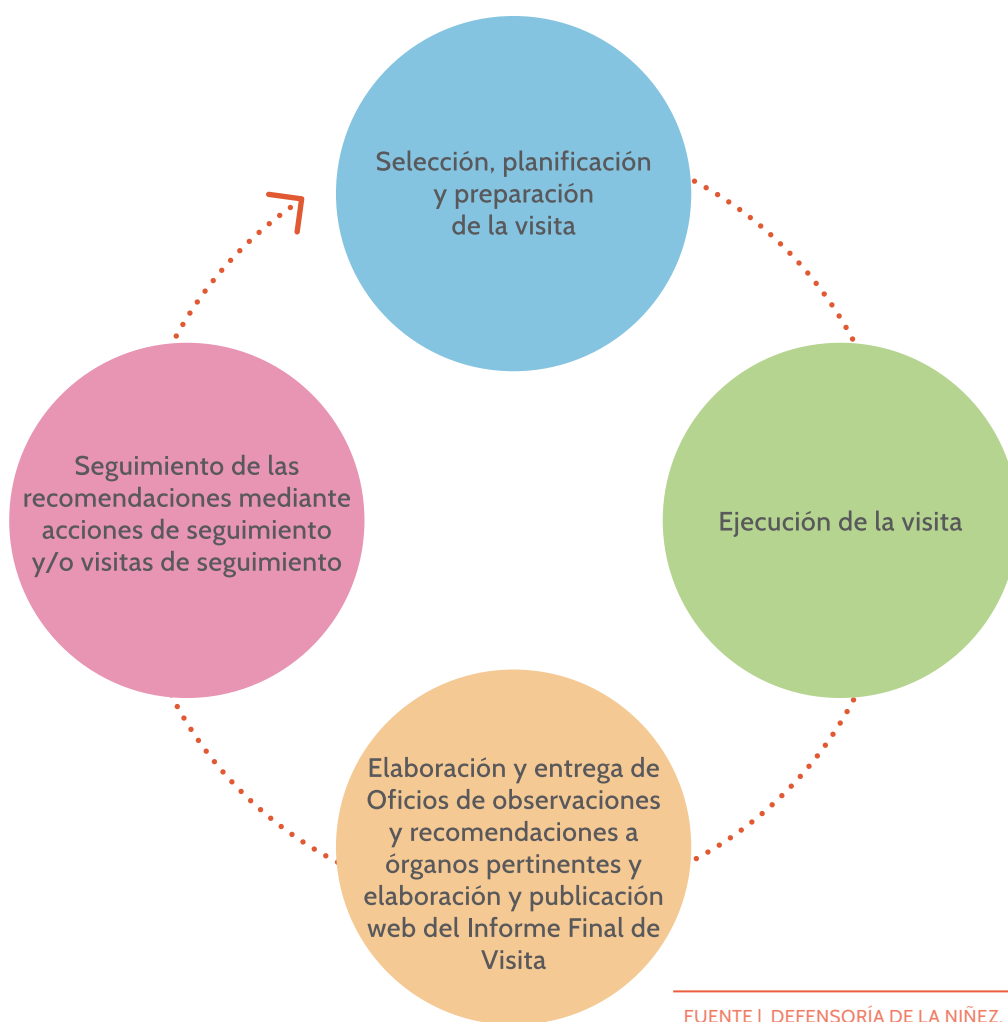 Selección, planificación
y preparación
de la visita
Ejecución de la visita
Elaboración y entrega de
Oficios de observaciones
y recomendaciones a
órganos pertinentes y
elaboración y publicación
web del Informe Final de
Visita
Seguimiento de las
recomendaciones mediante
acciones de seguimiento
y/o visitas de seguimiento
FUENTE | DEFENSORÍA DE LA NIÑEZ.